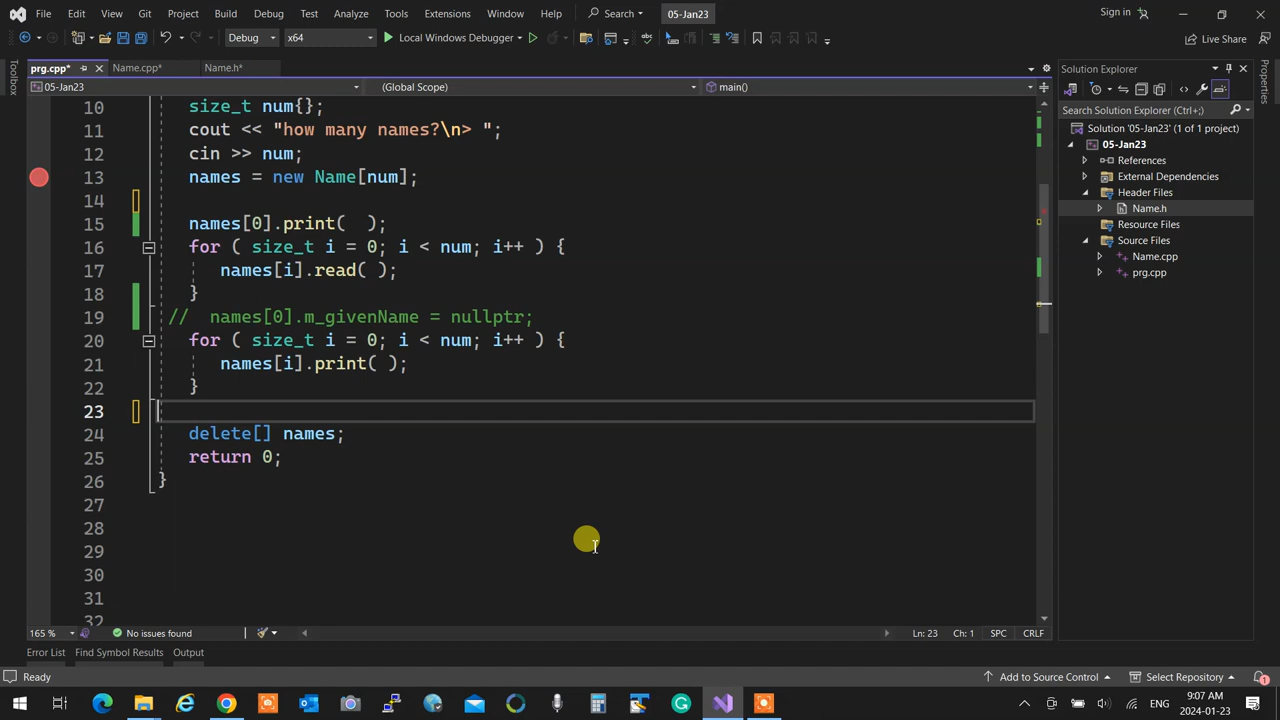 File Edit View Git Project Build Debug Test Analyze Tools Extensions Window Help Search 05-Jan23 Sign in
Debug x64 Local Windows Debugger Live Share
prg.cpp* Name.cpp* Name.h*
05-Jan23 (Global Scope) main()
Toolbox
10 size_t num{};
11 cout << "how many names?\n> ";
12 cin >> num;
13 names = new Name[num];
14
15 names[0].print(  );
16 for ( size_t i = 0; i < num; i++ ) {
17 names[i].read( );
18 }
19 //  names[0].m_givenName = nullptr;
20 for ( size_t i = 0; i < num; i++ ) {
21 names[i].print( );
22 }
23
24 delete[] names;
25 return 0;
26 }
27
28
29
30
31
32
165 % No issues found Ln: 23 Ch: 1 SPC CRLF
Error List Find Symbol Results Output
Solution Explorer
Search Solution Explorer (Ctrl+;)
Solution '05-Jan23' (1 of 1 project)
05-Jan23
References
External Dependencies
Header Files
Name.h
Resource Files
Source Files
Name.cpp
prg.cpp
Properties
Ready Add to Source Control Select Repository 1
ENG 9:07 AM
2024-01-23